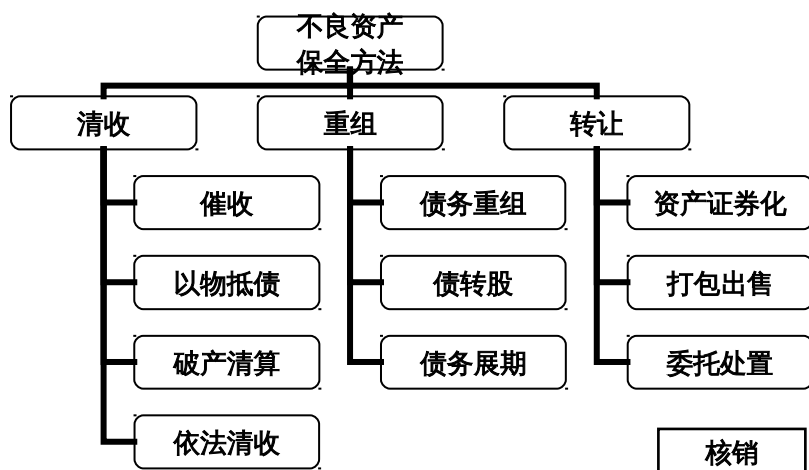 不良资产
保全方法
清收
重组
转让
催收
债务重组
资产证券化
以物抵债
债转股
打包出售
破产清算
债务展期
委托处置
依法清收
核销